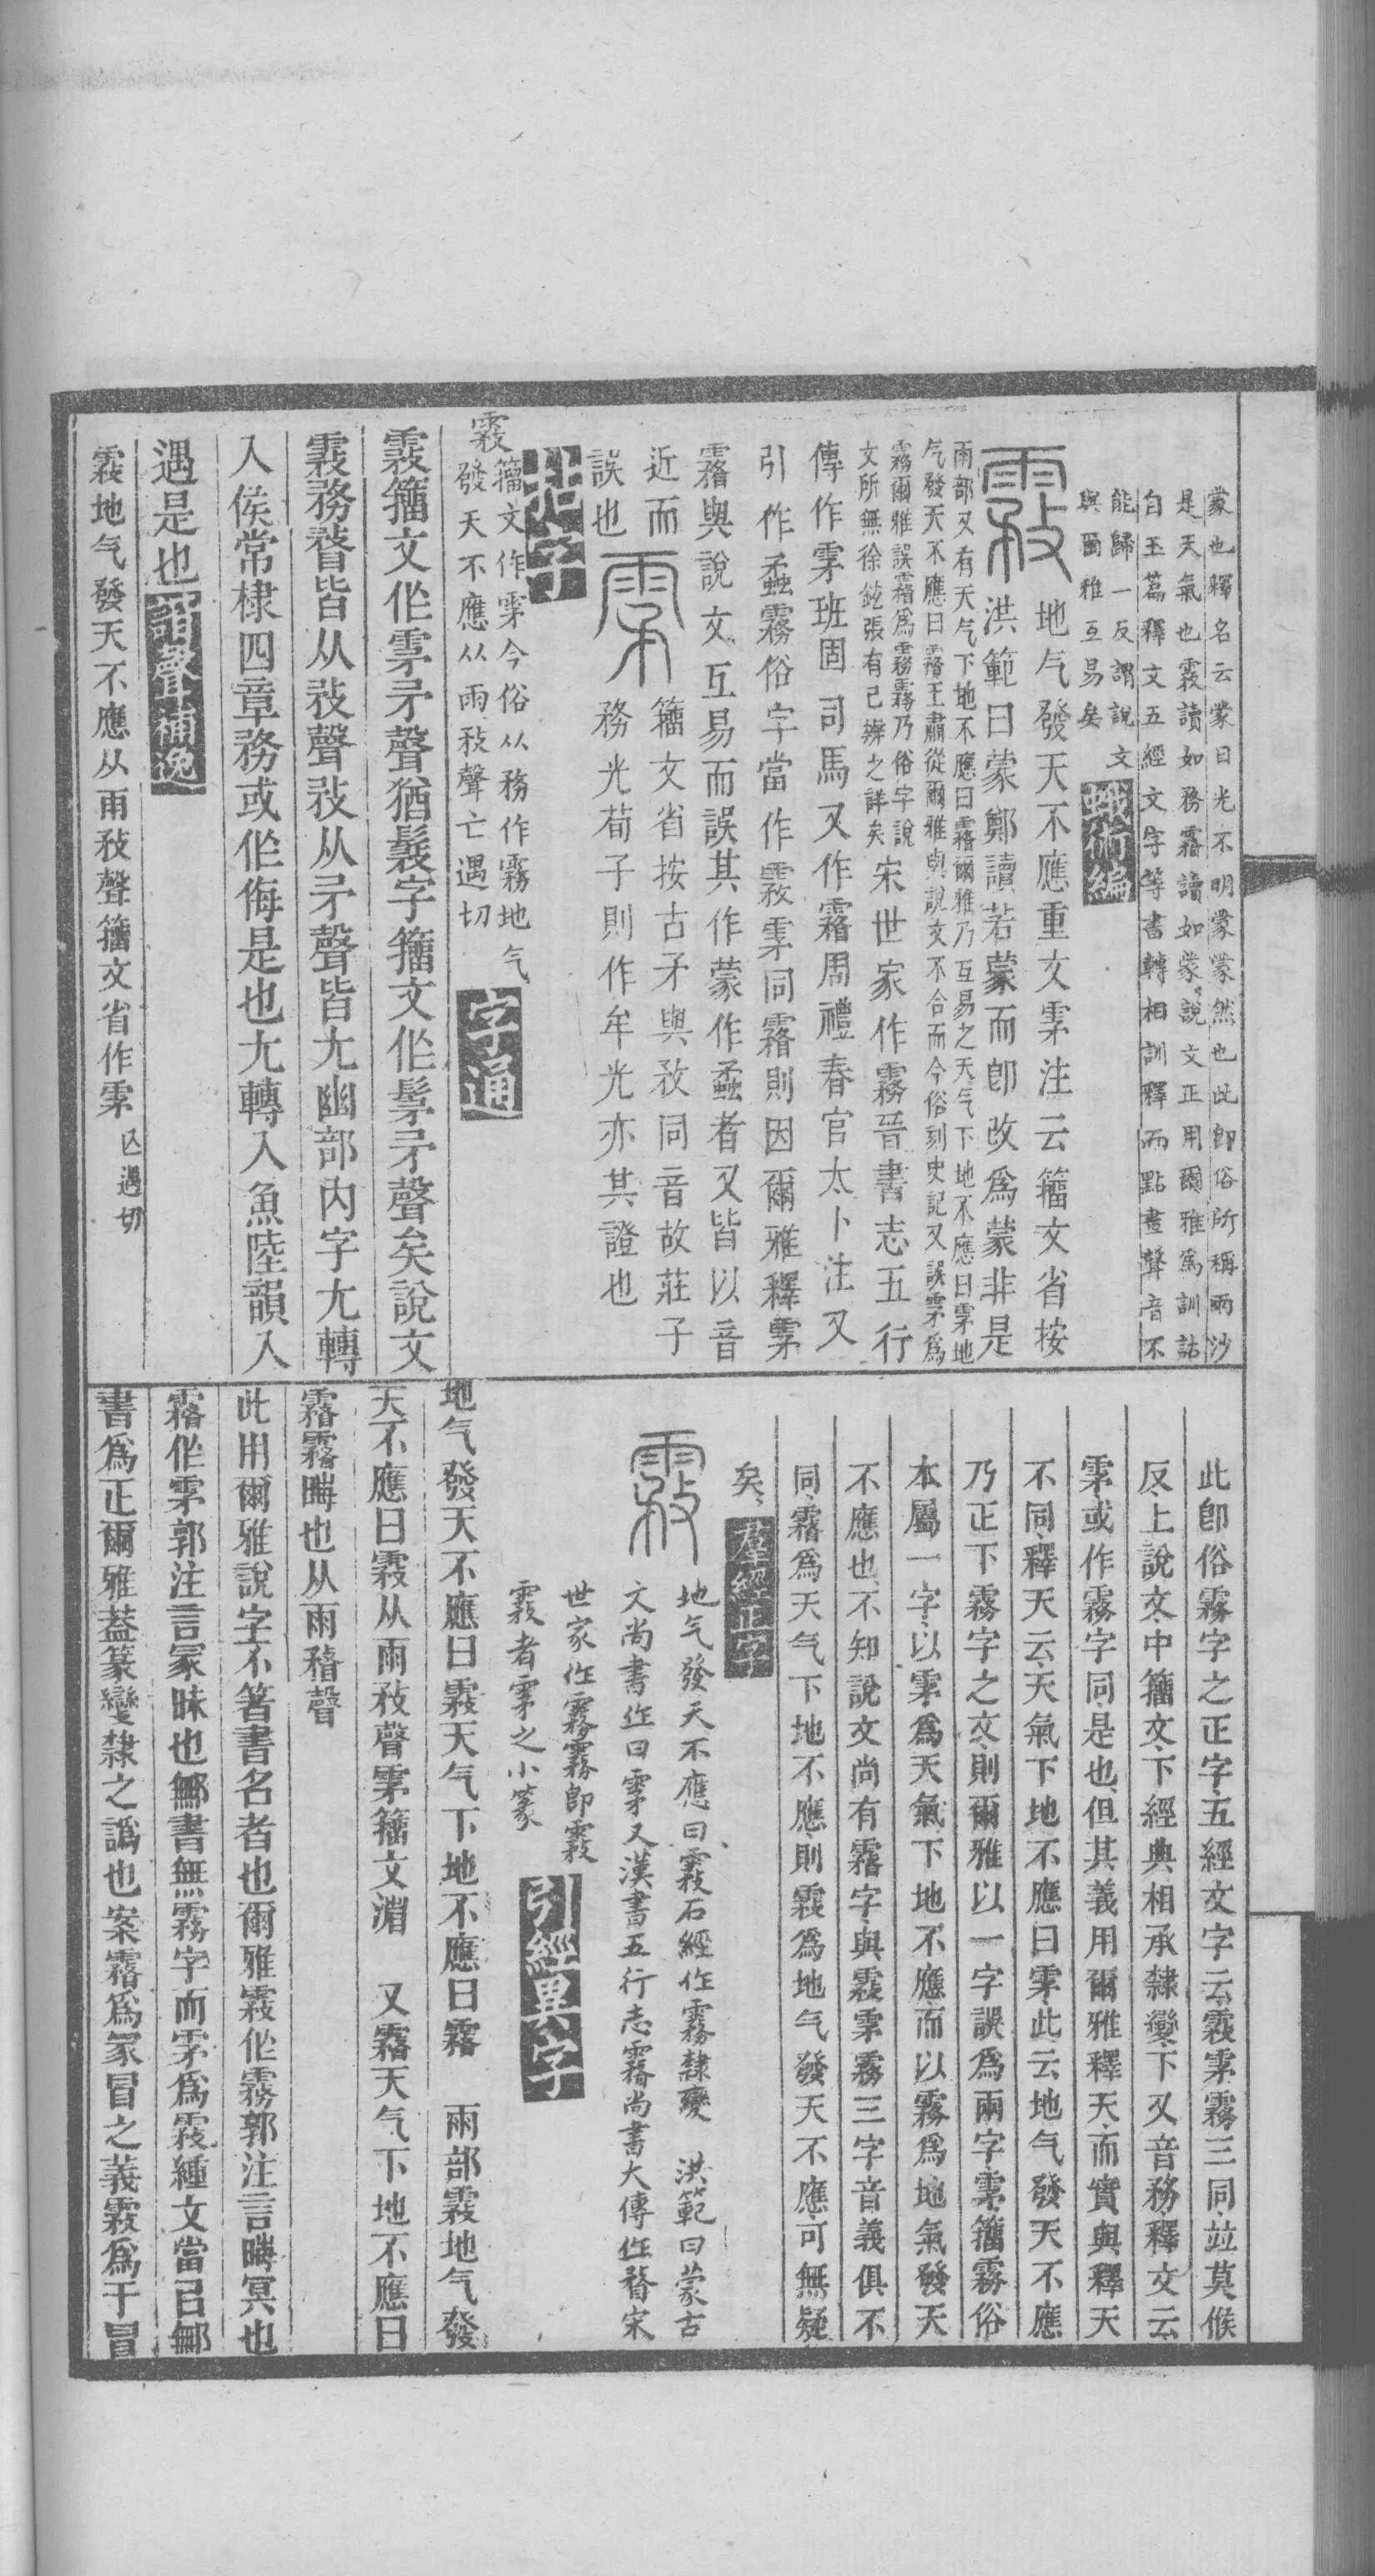 蒙也釋名云蒙日光不明蒙蒙然也此卽俗所稱雨沙
是天氣也霚讀如務霿讀如蒙說文正用爾雅爲訓詁
自玉篇釋文五經文字等書轉相訓釋而點畫聲音不
能歸一反謂說文
與爾雅互易矣
蛾術編
地气發天不應重文雺注云籒文省按
洪範曰蒙鄭讀若蒙而卽改爲蒙非是
雨部又有天气下地不應曰霿爾雅乃互易之天气下地不應曰雺地
气發天不應曰霿王肅從爾雅與說文不合而今俗刻史記又誤雺爲
霧爾雅誤霿爲霧霧乃俗字說
文所無徐鉉張有已辨之詳矣
宋世家作霧晉書志五行
傳作雺班固司馬又作霿周禮春官太卜注又
引作蟊霧俗字當作霚雺同霿則因爾雅釋雺
霿與說文互易而誤其作蒙作蟊者又皆以音
近而
誤也
籒文省按古矛與敄同音故莊子
務光荀子則作牟光亦其證也
霚籒文作雺今俗从務作霧地气
發天不應从雨敄聲亡遇切
字通
霚籒文作雺矛聲猶髳字籒文作髳矛聲矣說文
霚務瞀皆从敄聲敄从矛聲皆尤幽部內字尤轉
入侯常棣四章務或作侮是也尤轉入魚陸韻入
遇是也
諧聲補逸
霚地气發天不應从雨敄聲籒文省作雺亡遇切
此卽俗霧字之正字五經文字云霚雺霧三同竝莫候
反上說文中籒文下經典相承隸變下又音務釋文云
雺或作霧字同是也但其義用爾雅釋天而實與釋天
不同釋天云天氣下地不應曰雺此云地气發天不應
乃正下霧字之文則爾雅以一字誤爲兩字雺籒霧俗
本屬一字以雺爲天氣下地不應而以霧爲地氣發天
不應也不知說文尚有霿字與霚雺霧三字音義俱不
同霿爲天气下地不應則霚爲地气發天不應可無疑
矣
羣經正字
地气發天不應曰霚石經作霧隸變 洪範曰蒙古
文尚書作曰雺又漢書五行志霿尚書大傳作瞀宋
世家作霧霧卽霚
霚者雺之小篆
引經異字
地气發天不應曰霚天气下地不應曰霿 雨部霚地气發
天不應曰霚从雨敄聲雺籒文渻 又霿天气下地不應曰
霿霿晦也从雨瞀聲
此用爾雅說字不箸書名者也爾雅霚作霧郭注言晦冥也
霿作雺郭注言冡昧也鄦書無霧字而雺爲霚緟文當㠯鄦
書爲正爾雅葢篆變隸之譌也案霿爲冡冒之義霚爲干冒